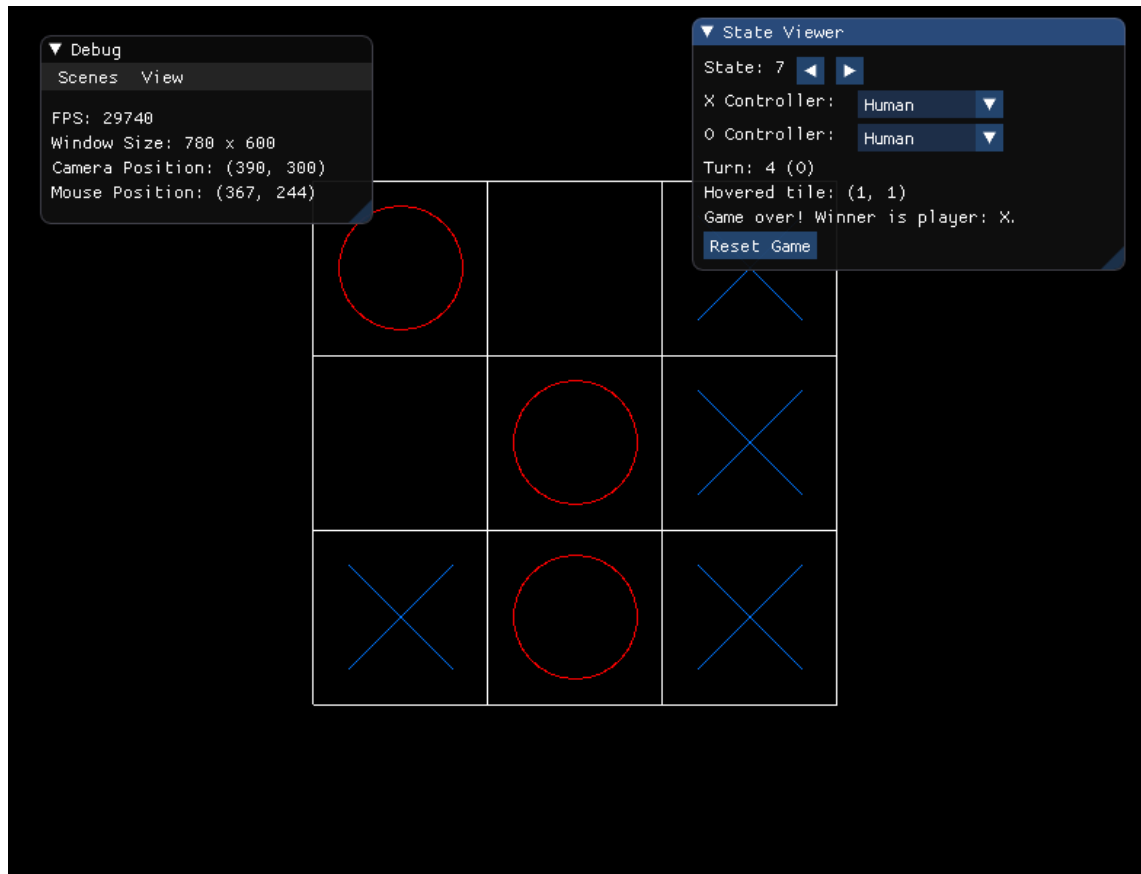 Debug
Scenes View
FPS: 29740
Window Size: 780 x 600
Camera Position: (390, 300)
Mouse Position: (367, 244)
State Viewer
State: 7
X Controller: Human
O Controller: Human
Turn: 4 (O)
Hovered tile: (1, 1)
Game over! Winner is player: X.
Reset Game